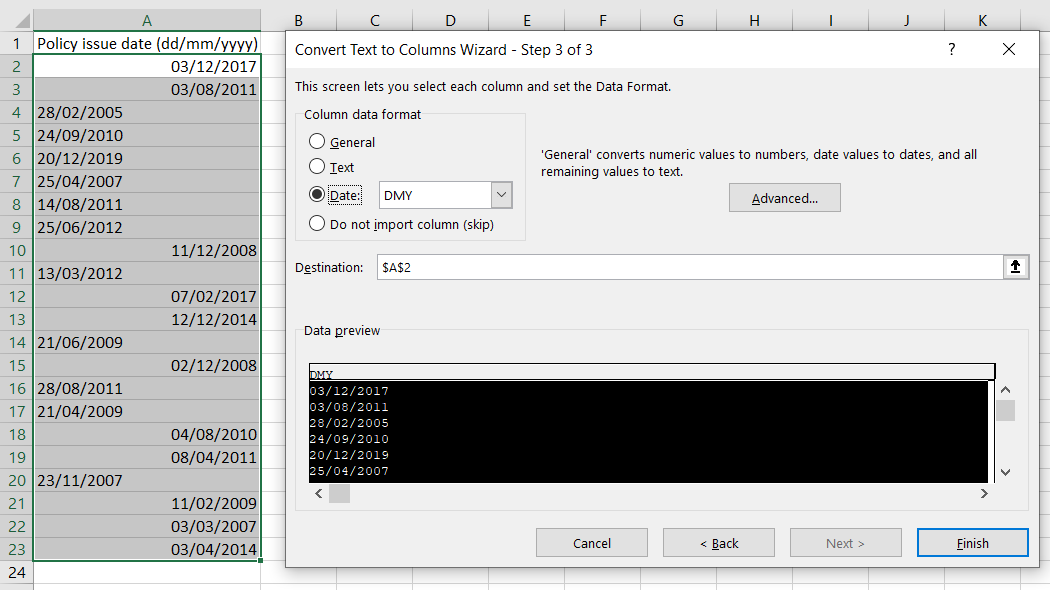 A B C D E F G H I J K
1 Policy issue date (dd/mm/yyyy)
2 03/12/2017
3 03/08/2011
4 28/02/2005
5 24/09/2010
6 20/12/2019
7 25/04/2007
8 14/08/2011
9 25/06/2012
10 11/12/2008
11 13/03/2012
12 07/02/2017
13 12/12/2014
14 21/06/2009
15 02/12/2008
16 28/08/2011
17 21/04/2009
18 04/08/2010
19 08/04/2011
20 23/11/2007
21 11/02/2009
22 03/03/2007
23 03/04/2014
24
Convert Text to Columns Wizard - Step 3 of 3 ?
This screen lets you select each column and set the Data Format.
Column data format
General
Text
Date: DMY
Do not import column (skip)
'General' converts numeric values to numbers, date values to dates, and all
remaining values to text.
Advanced...
Destination: $A$2
Data preview
DMY
03/12/2017
03/08/2011
28/02/2005
24/09/2010
20/12/2019
25/04/2007
Cancel < Back Next > Finish